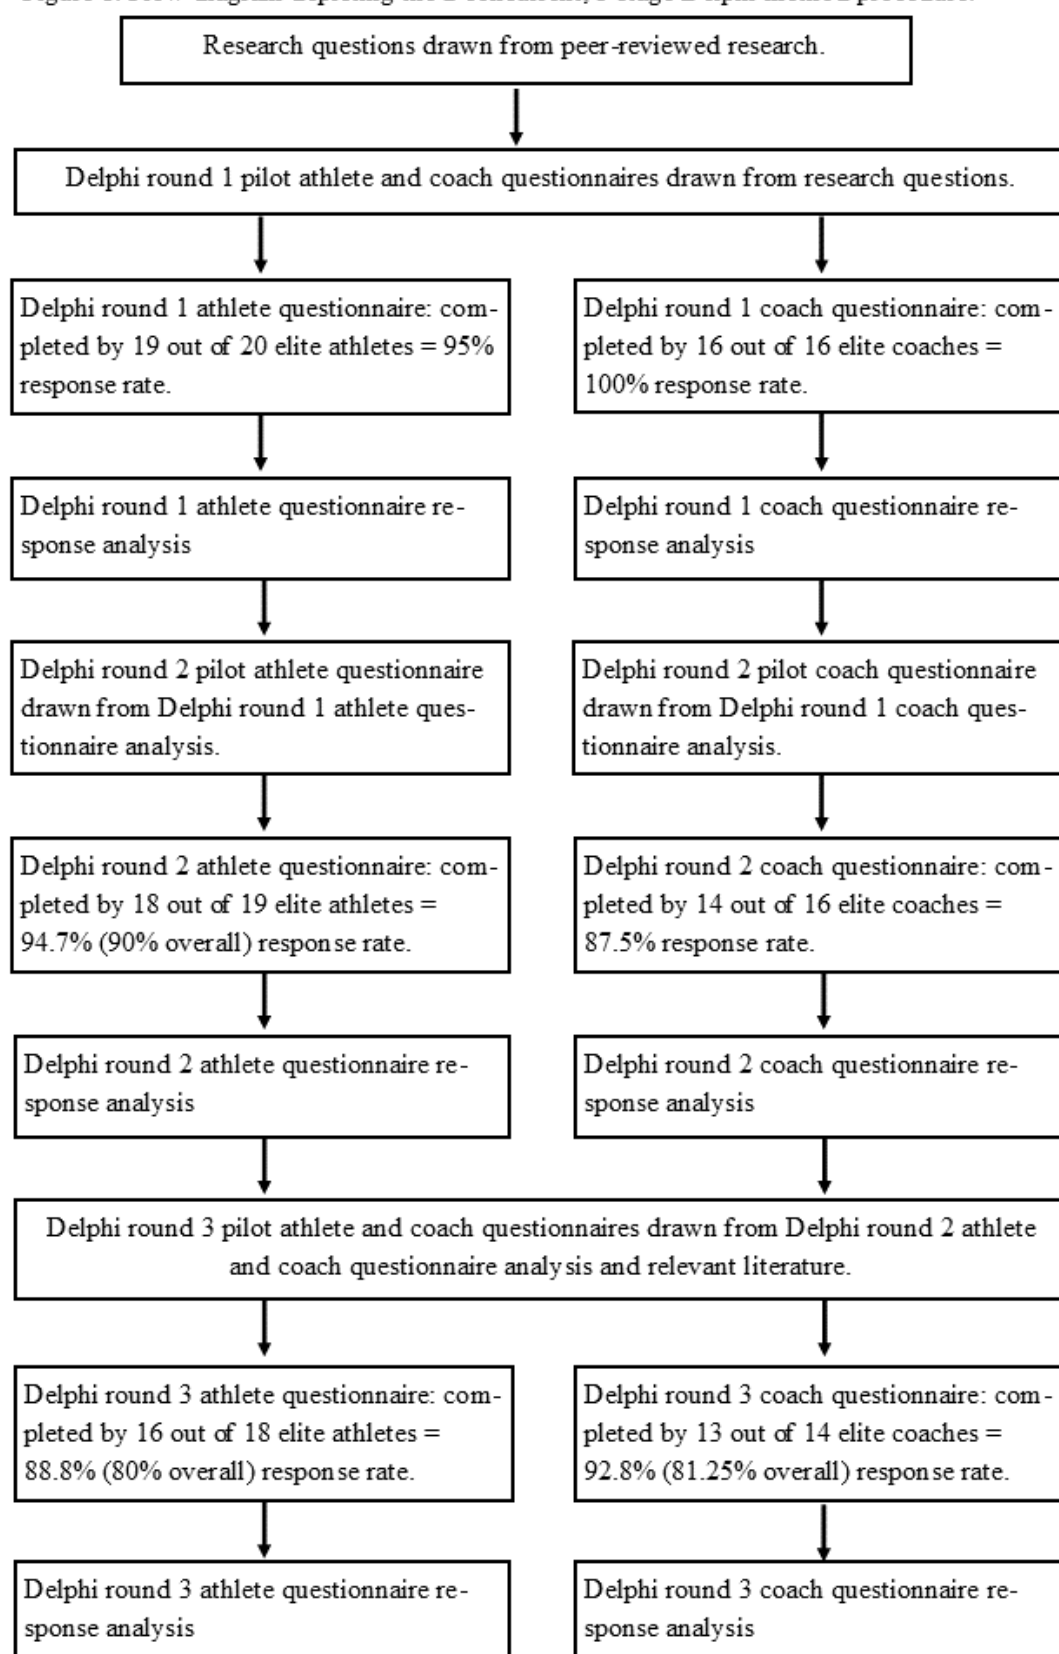 Research questions drawn from peer-reviewed research.
Delphi round 1 pilot athlete and coach questionnaires drawn from research questions.
Delphi round 1 athlete questionnaire: com-
pleted by 19 out of 20 elite athletes = 95%
response rate.
Delphi round 1 coach questionnaire: com-
pleted by 16 out of 16 elite coaches =
100% response rate.
Delphi round 1 athlete questionnaire re-
sponse analysis
Delphi round 1 coach questionnaire re-
sponse analysis
Delphi round 2 pilot athlete questionnaire
drawn from Delphi round 1 athlete ques-
tionnaire analysis.
Delphi round 2 pilot coach questionnaire
drawn from Delphi round 1 coach ques-
tionnaire analysis.
Delphi round 2 athlete questionnaire: com-
pleted by 18 out of 19 elite athletes =
94.7% (90% overall) response rate.
Delphi round 2 coach questionnaire: com-
pleted by 14 out of 16 elite coaches =
87.5% response rate.
Delphi round 2 athlete questionnaire re-
sponse analysis
Delphi round 2 coach questionnaire re-
sponse analysis
Delphi round 3 pilot athlete and coach questionnaires drawn from Delphi round 2 athlete
and coach questionnaire analysis and relevant literature.
Delphi round 3 athlete questionnaire: com-
pleted by 16 out of 18 elite athletes =
88.8% (80% overall) response rate.
Delphi round 3 coach questionnaire: com-
pleted by 13 out of 14 elite coaches =
92.8% (81.25% overall) response rate.
Delphi round 3 athlete questionnaire re-
sponse analysis
Delphi round 3 coach questionnaire re-
sponse analysis